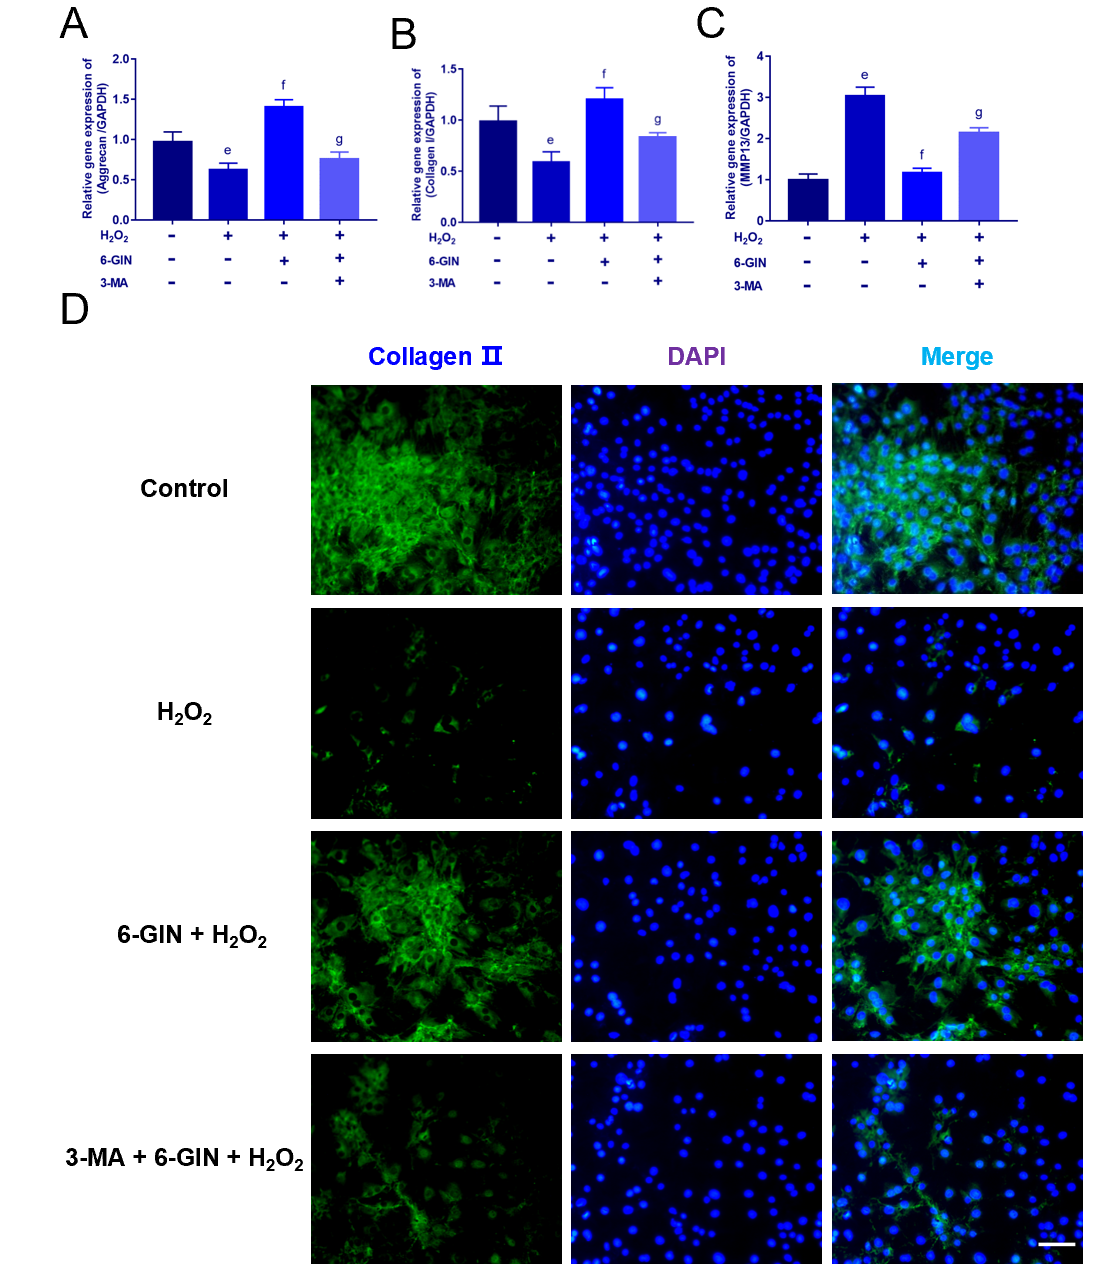 A
Relative gene expression of
(Aggrecan /GAPDH)
2.0
1.5
1.0
0.5
0.0
e
f
g
H₂O₂ - + + +
6-GIN - - + +
3-MA - - - +
B
Relative gene expression of
(Collagen I/GAPDH)
1.5
1.0
0.5
0.0
e
f
g
H₂O₂ - + + +
6-GIN - - + +
3-MA - - - +
C
Relative gene expression of
(MMP13/GAPDH)
4
3
2
1
0
e
f
g
H₂O₂ - + + +
6-GIN - - + +
3-MA - - - +
D
Collagen Ⅱ DAPI Merge
Control
H₂O₂
6-GIN + H₂O₂
3-MA + 6-GIN + H₂O₂